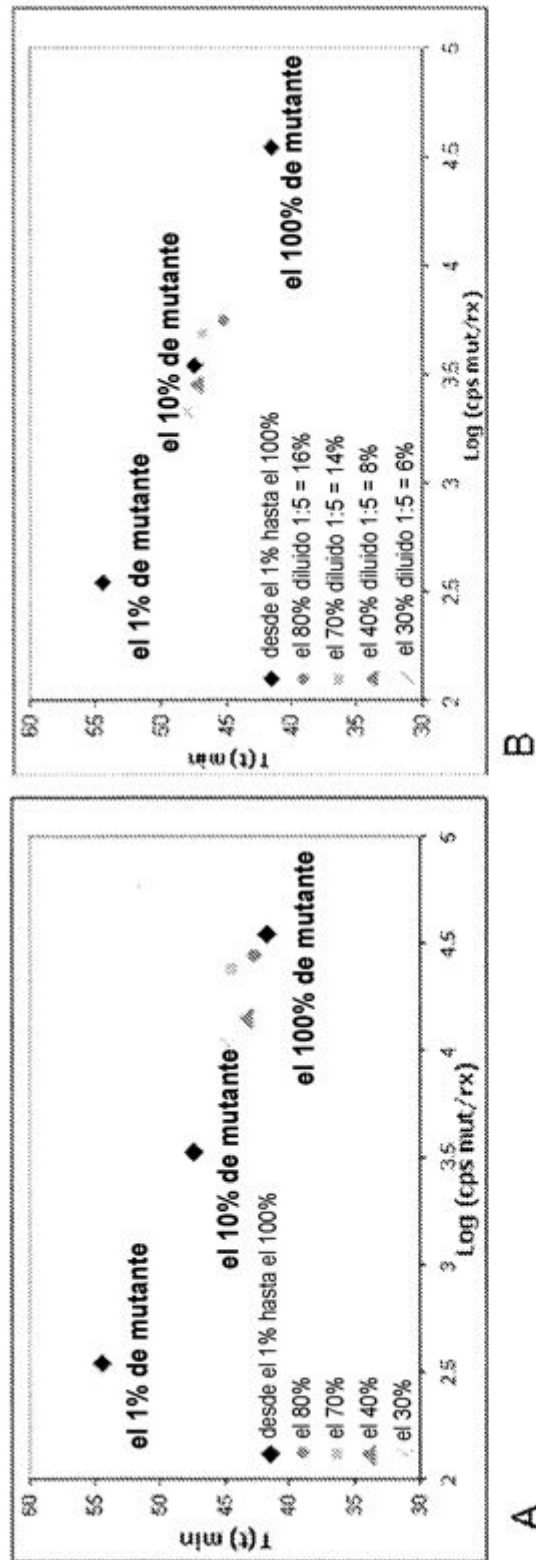 60
55
50
45
40
35
30
T(t) min
el 1% de mutante
el 10% de mutante
el 100% de mutante
◆ desde el 1% hasta el 100%
el 80%
el 70%
el 40%
el 30%
2
2.5
3
3.5
4
4.5
5
Log (cps mut/rx)
A
60
55
50
45
40
35
30
T(t) min
el 1% de mutante
el 10% de mutante
el 100% de mutante
◆ desde el 1% hasta el 100%
el 80% diluido 1:5 = 16%
el 70% diluido 1:5 = 14%
el 40% diluido 1:5 = 8%
el 30% diluido 1:5 = 6%
2
2.5
3
3.5
4
4.5
5
Log (cps mut/rx)
B